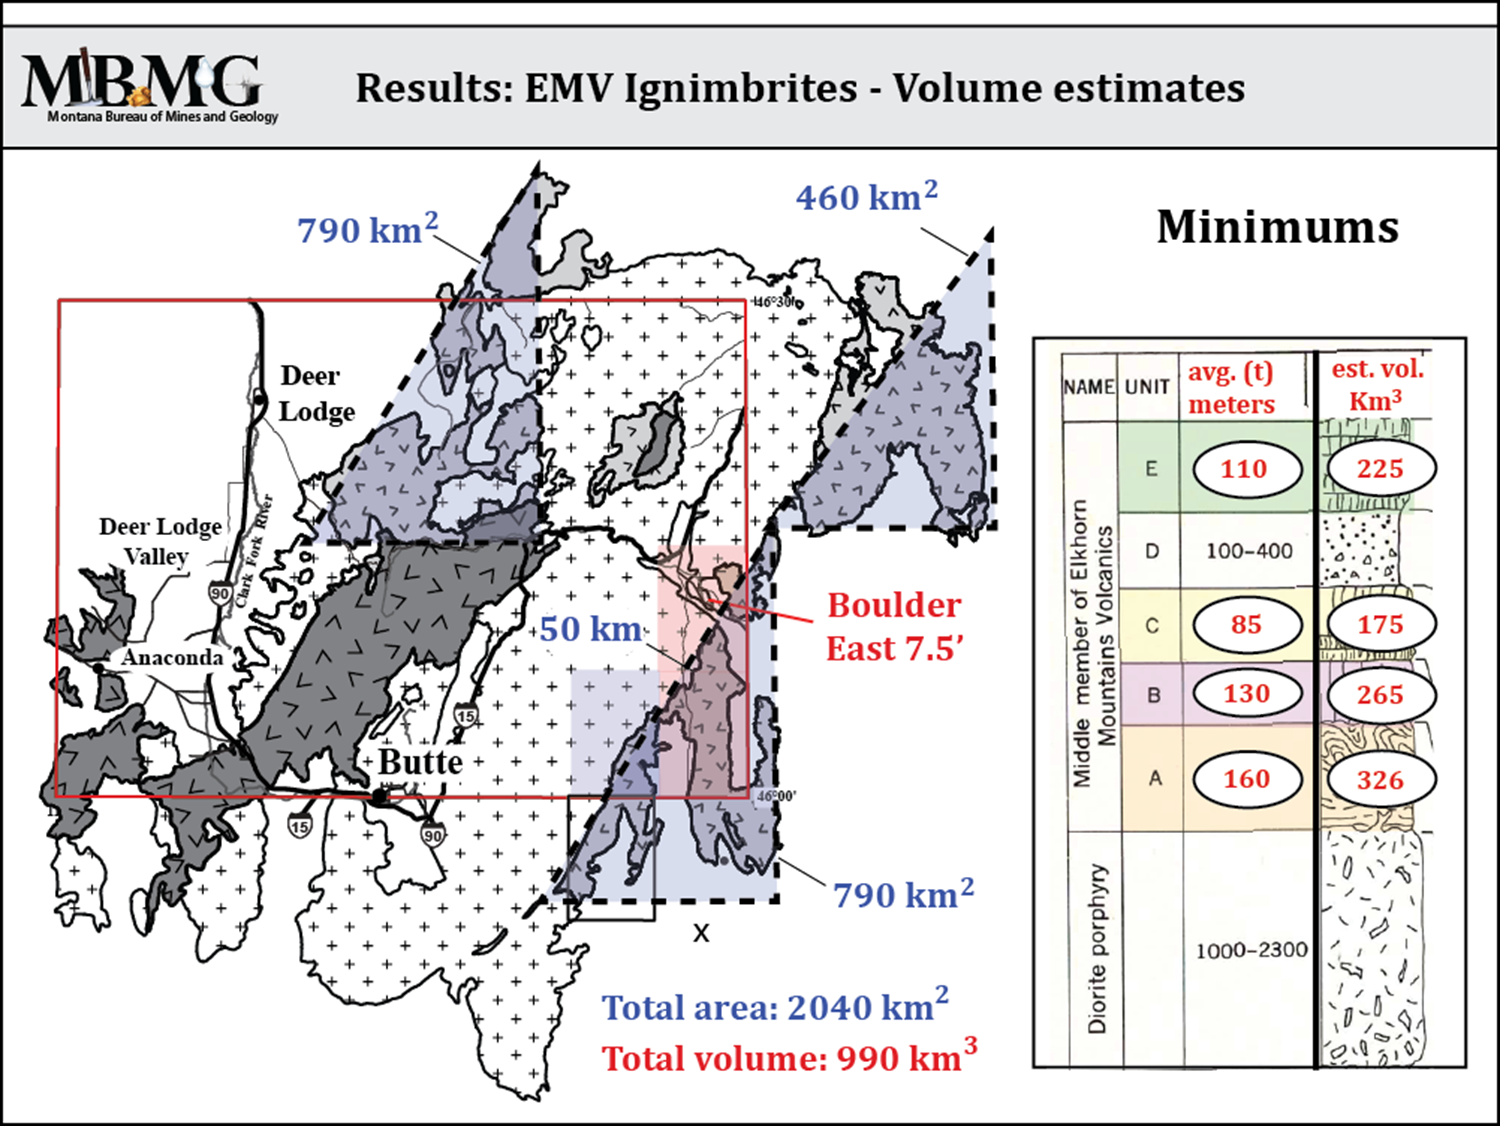 MBMG
Montana Bureau of Mines and Geology
Results: EMV Ignimbrites - Volume estimates
790 km²
460 km²
Minimums
46°30'
Deer
Lodge
Deer Lodge
Valley
Clark Fork River
90
Anaconda
50 km
Boulder
East 7.5’
15
Butte
46°00'
15
90
790 km²
x
Total area: 2040 km²
Total volume: 990 km³
NAME
UNIT
avg. (t)
meters
est. vol.
Km³
Middle member of Elkhorn
Mountains Volcanics
E
110
225
D
100–400
C
85
175
B
130
265
A
160
326
Diorite porphyry
1000–2300